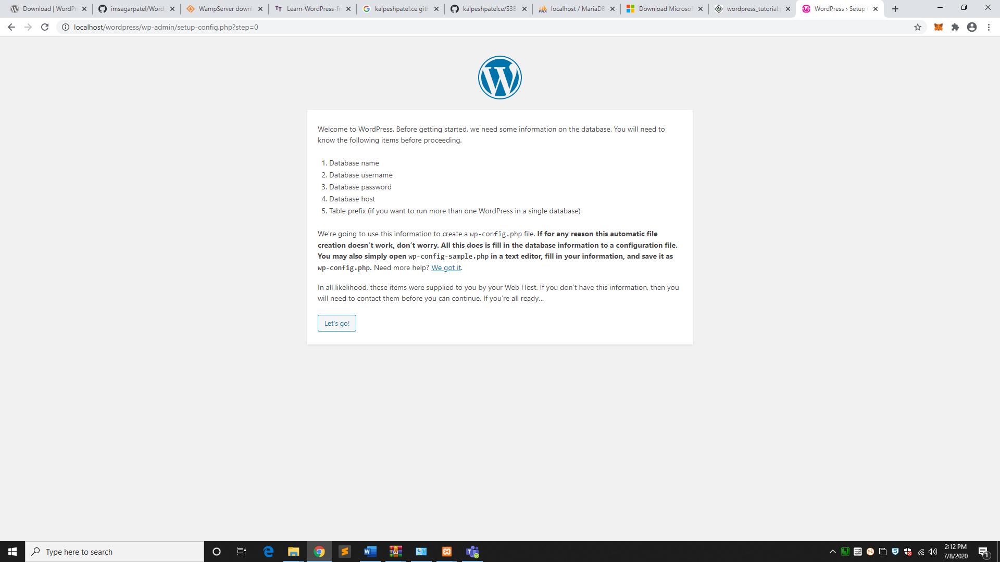 Download | WordPr
imsagarpatel/Word
WampServer downl
Learn-WordPress-fr
kalpeshpatel.ce gith
kalpeshpatelce/S3B
localhost / MariaDB
Download Microsof
wordpress_tutorial.p
WordPress › Setup
localhost/wordpress/wp-admin/setup-config.php?step=0
Welcome to WordPress. Before getting started, we need some information on the database. You will need to
know the following items before proceeding.
1. Database name
2. Database username
3. Database password
4. Database host
5. Table prefix (if you want to run more than one WordPress in a single database)
We’re going to use this information to create a wp-config.php file. If for any reason this automatic file
creation doesn’t work, don’t worry. All this does is fill in the database information to a configuration file.
You may also simply open wp-config-sample.php in a text editor, fill in your information, and save it as
wp-config.php. Need more help? We got it.
In all likelihood, these items were supplied to you by your Web Host. If you don’t have this information, then you
will need to contact them before you can continue. If you’re all ready…
Let’s go!
Type here to search
2:12 PM
7/8/2020
1